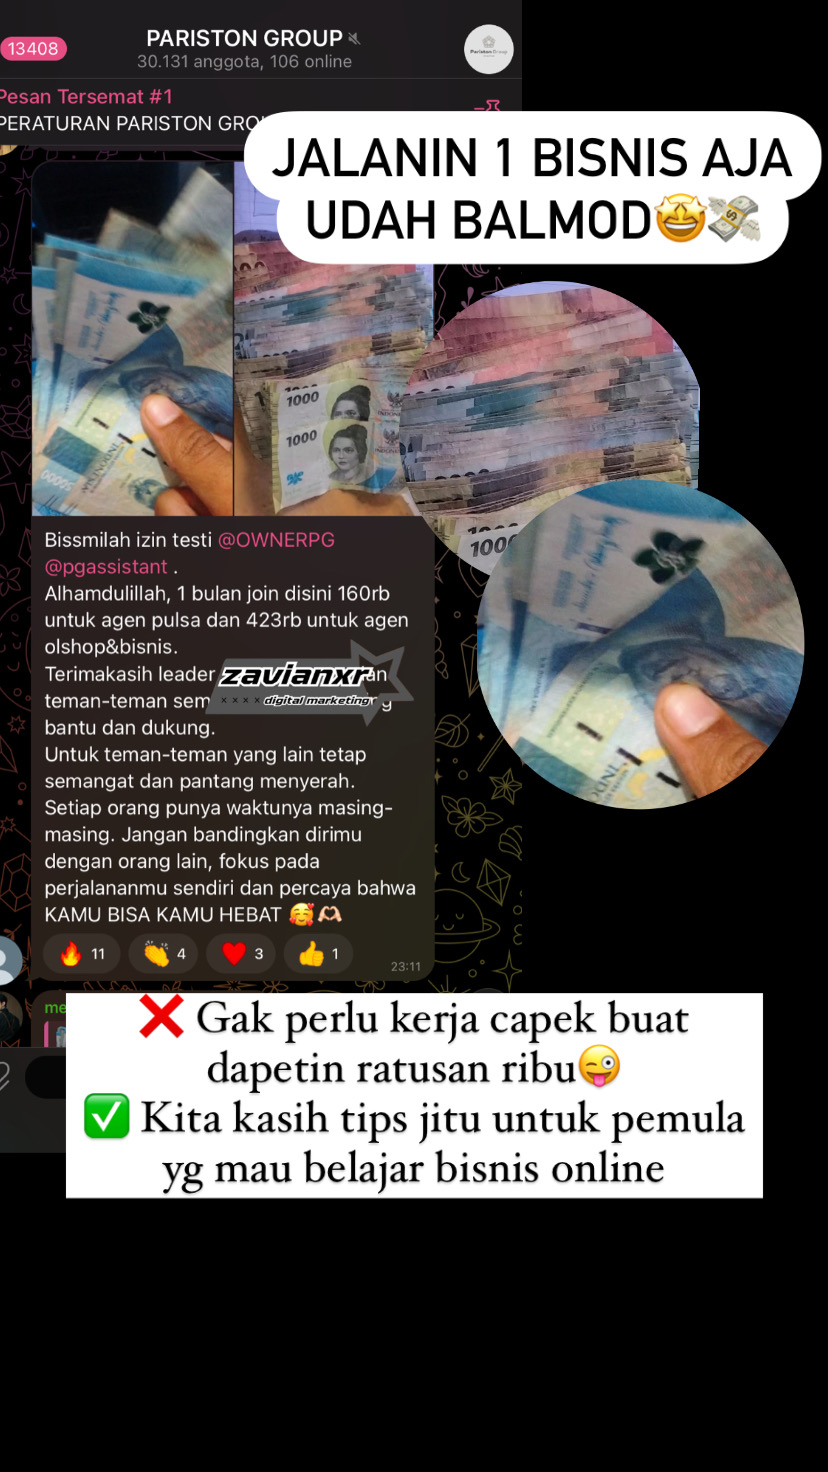 13408
PARISTON GROUP
30.131 anggota, 106 online
Pesan Tersemat #1
PERATURAN PARISTON GRO
JALANIN 1 BISNIS AJA
UDAH BALMOD🤩💸
1000
1000
1000
Bissmilah izin testi @OWNERPG
@pgassistant .
Alhamdulillah, 1 bulan join disini 160rb
untuk agen pulsa dan 423rb untuk agen
olshop&bisnis.
Terimakasih leader
zavianxr
digital marketing
teman-teman sem
bantu dan dukung.
Untuk teman-teman yang lain tetap
semangat dan pantang menyerah.
Setiap orang punya waktunya masing-
masing. Jangan bandingkan dirimu
dengan orang lain, fokus pada
perjalananmu sendiri dan percaya bahwa
KAMU BISA KAMU HEBAT 🥰🫶🏻
🔥 11 👏 4 ❤️ 3 👍 1
23:11
me
❌ Gak perlu kerja capek buat
dapetin ratusan ribu😜
✅ Kita kasih tips jitu untuk pemula
yg mau belajar bisnis online